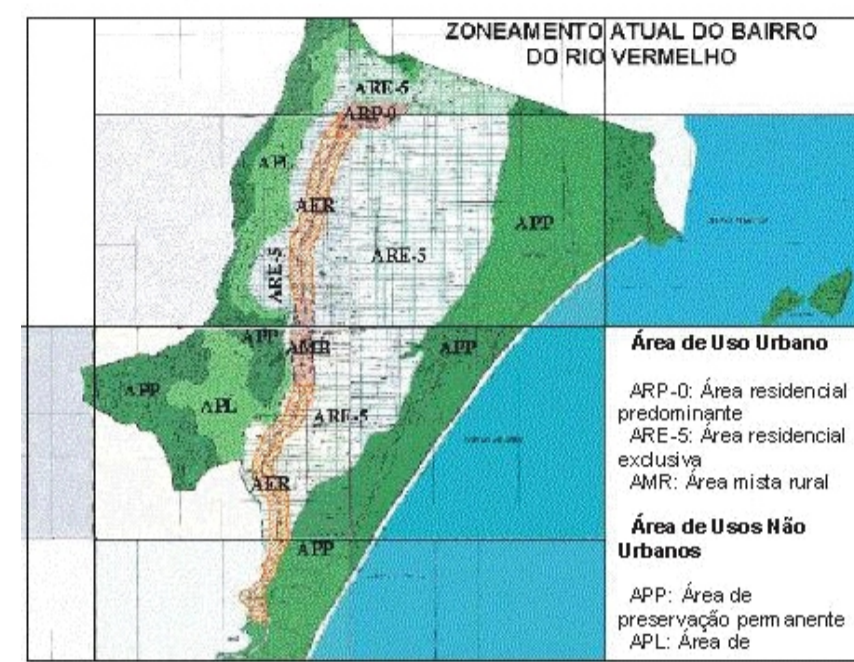 ZONEAMENTO ATUAL DO BAIRRO
DO RIO VERMELHO
ARE-5
ARP-0
APL
AER
APP
ARE-5
ARE-5
APP
AMR
APP
APP
APL
ARE-5
AER
APP
Área de Uso Urbano
ARP-0: Área residencial
predominante
ARE-5: Área residencial
exclusiva
AMR: Área mista rural
Área de Usos Não
Urbanos
APP: Área de
preservação permanente
APL: Área de